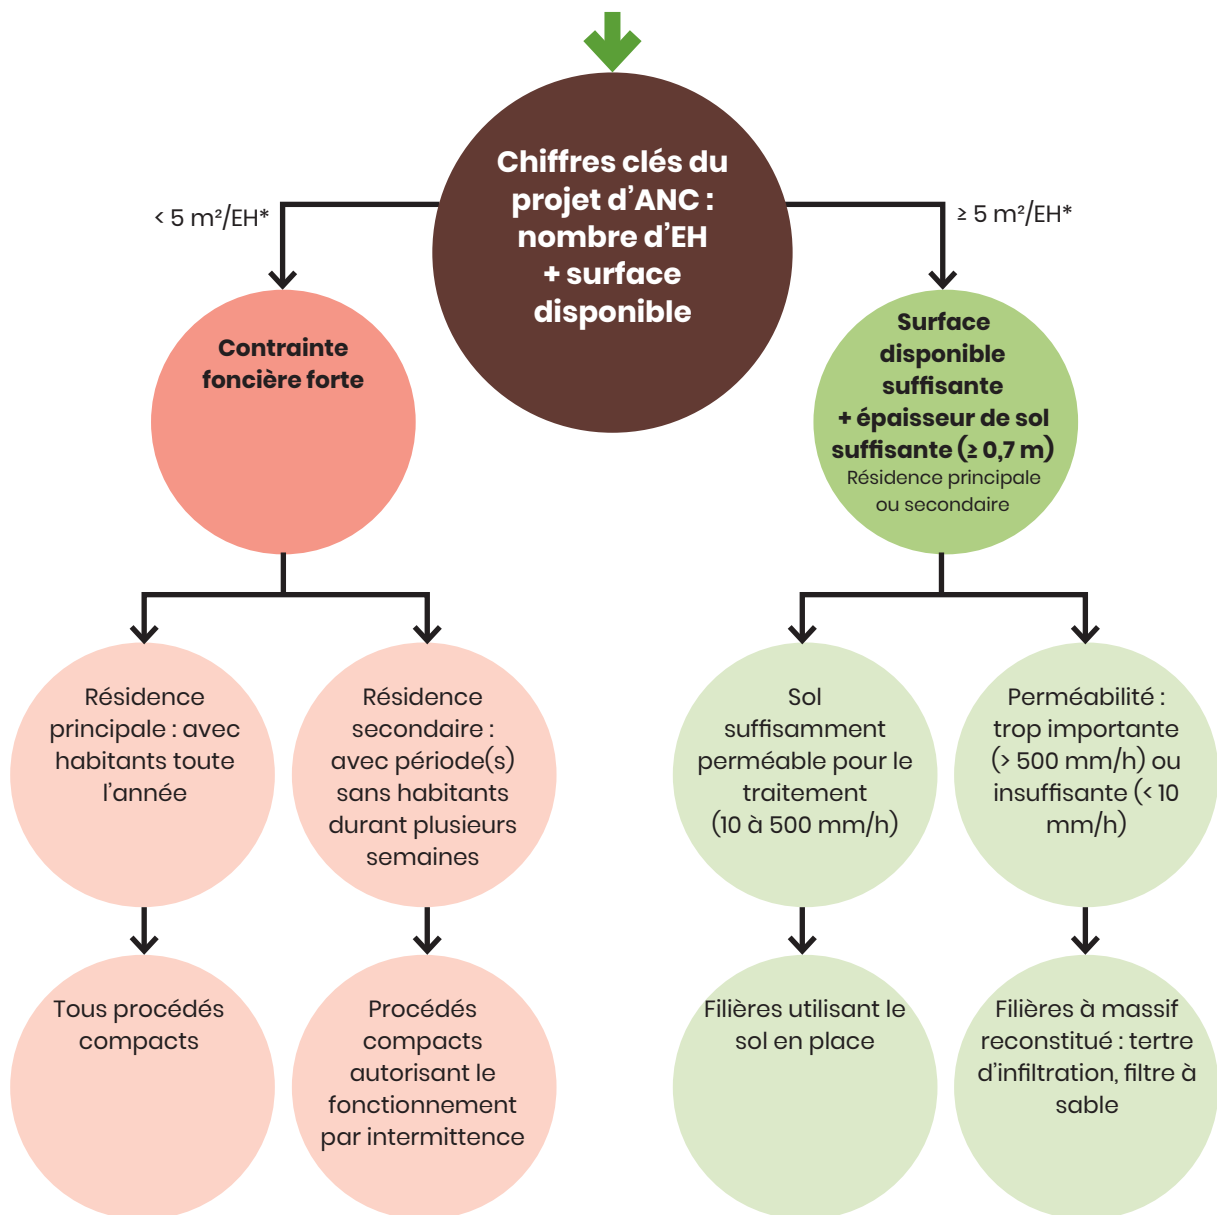 Chiffres clés du
projet d’ANC :
nombre d’EH
+ surface
disponible
< 5 m²/EH*
≥ 5 m²/EH*
Contrainte
foncière forte
Surface
disponible
suffisante
+ épaisseur de sol
suffisante (≥ 0,7 m)
Résidence principale
ou secondaire
Résidence
principale : avec
habitants toute
l’année
Résidence
secondaire :
avec période(s)
sans habitants
durant plusieurs
semaines
Sol
suffisamment
perméable pour le
traitement
(10 à 500 mm/h)
Perméabilité :
trop importante
(> 500 mm/h) ou
insuffisante (< 10
mm/h)
Tous procédés
compacts
Procédés
compacts
autorisant le
fonctionnement
par intermittence
Filières utilisant le
sol en place
Filières à massif
reconstitué : tertre
d’infiltration, filtre à
sable